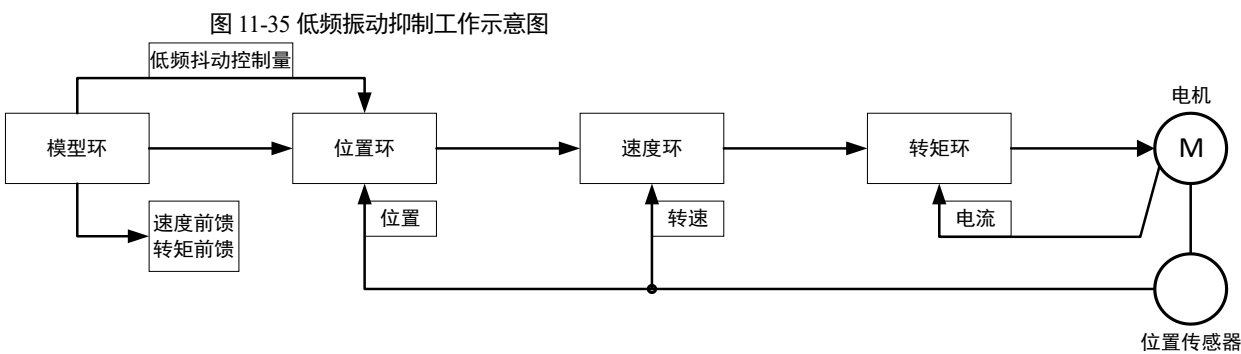 图 11-35 低频振动抑制工作示意图
低频抖动控制量
电机
模型环
位置环
速度环
转矩环
M
速度前馈
转矩前馈
位置
转速
电流
位置传感器